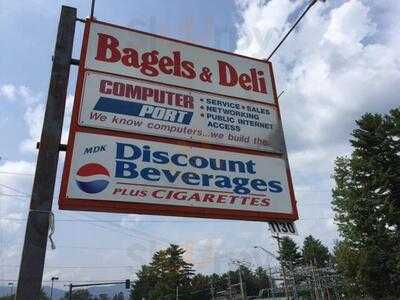 Bagels & Deli
COMPUTER
PORT
• SERVICE • SALES
• NETWORKING
• PUBLIC INTERNET
ACCESS
We know computers...we build the
MDK Discount
Beverages
PLUS CIGARETTES
1130